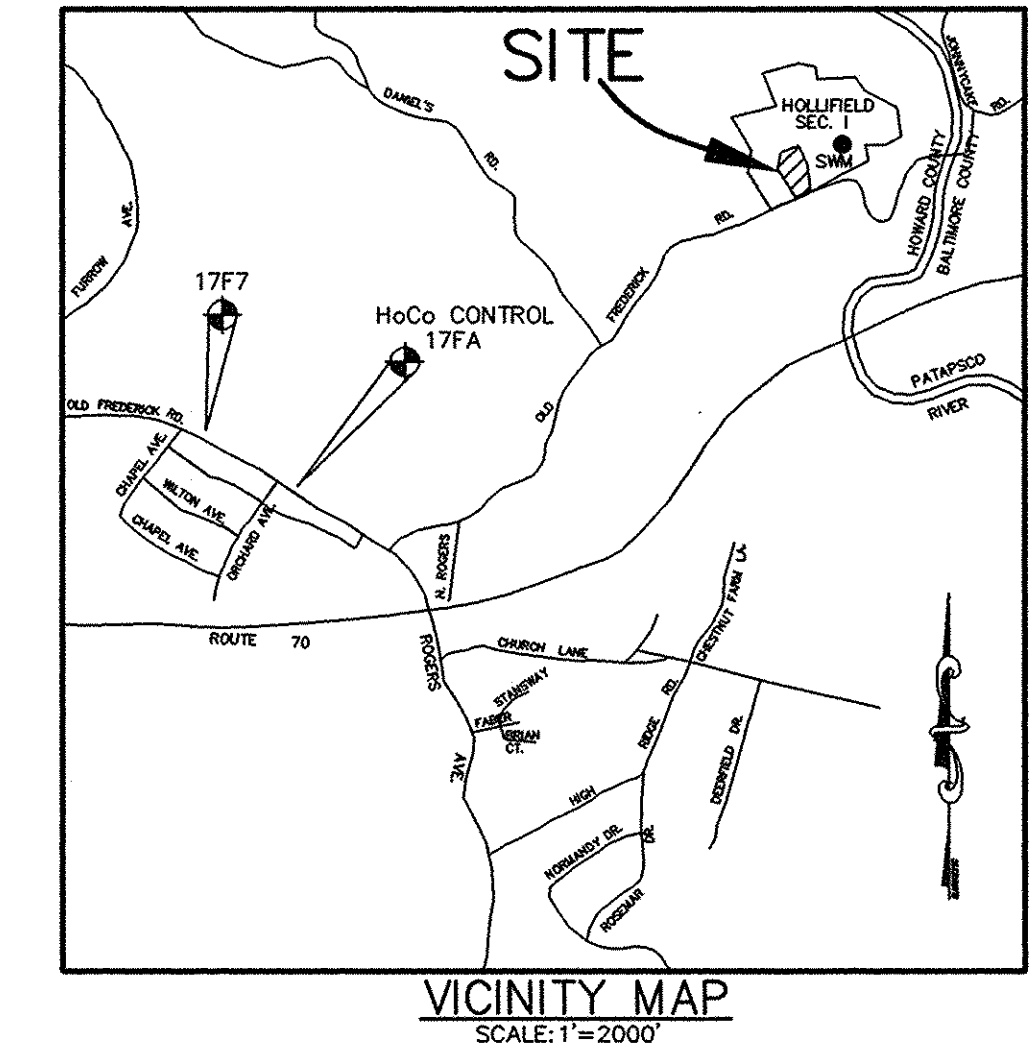 SITE
DANIEL'S
RD.
JOHNNYCAKE
RD.
HOLLIFIELD
SEC. I
SWM
HOWARD COUNTY
BALTIMORE COUNTY
FURROW
AVE.
17F7
HoCo CONTROL
17FA
OLD
FREDERICK
RD.
PATAPSCO
RIVER
OLD FREDERICK RD.
CHAPEL AVE.
WILTON AVE.
CHAPEL AVE.
ORCHARD AVE.
N. ROGERS
ROUTE 70
ROGERS
AVE.
CHURCH LANE
CHESTNUT FARM LA.
STANSWAY
FABER
BRIAN
CT.
RIDGE
RD.
DEERFIELD DR.
HIGH
NORMANDY DR.
ROSEMAR
DR.
VICINITY MAP
SCALE: 1'=2000'